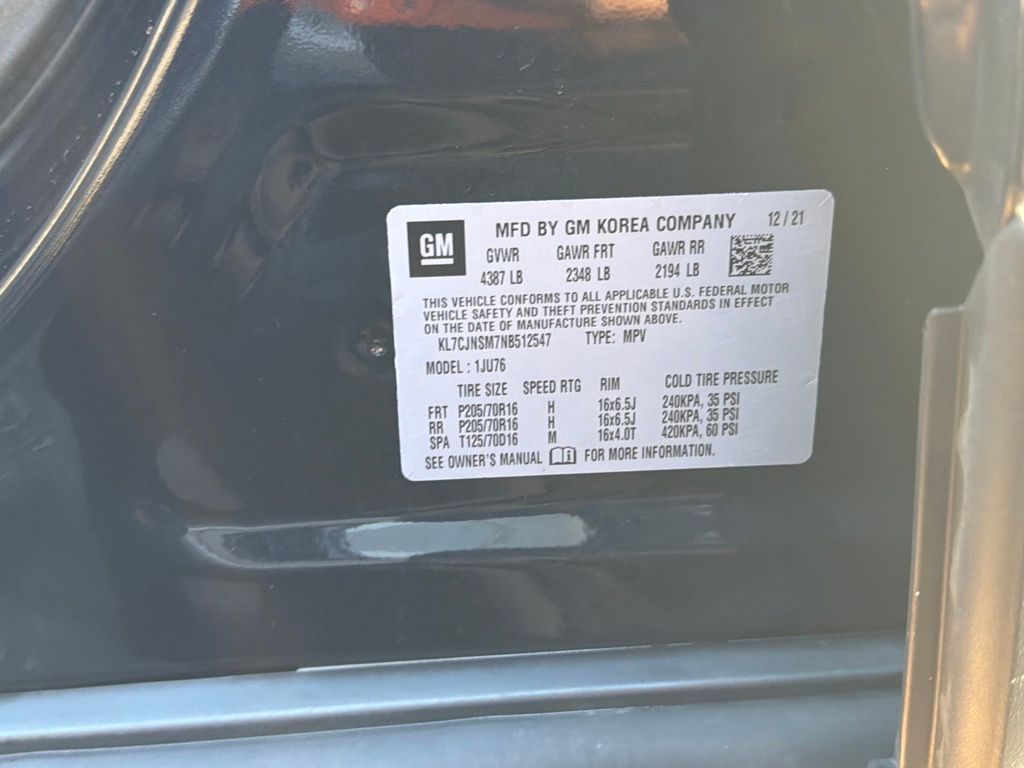 GM
MFD BY GM KOREA COMPANY 12 / 21
GVWR GAWR FRT GAWR RR
4387 LB 2348 LB 2194 LB
THIS VEHICLE CONFORMS TO ALL APPLICABLE U.S. FEDERAL MOTOR
VEHICLE SAFETY AND THEFT PREVENTION STANDARDS IN EFFECT
ON THE DATE OF MANUFACTURE SHOWN ABOVE.
KL7CJNSM7NB512547 TYPE: MPV
MODEL : 1JU76
TIRE SIZE SPEED RTG RIM COLD TIRE PRESSURE
FRT P205/70R16 H 16x6.5J 240KPA, 35 PSI
RR P205/70R16 H 16x6.5J 240KPA, 35 PSI
SPA T125/70D16 M 16x4.0T 420KPA, 60 PSI
SEE OWNER'S MANUAL FOR MORE INFORMATION.